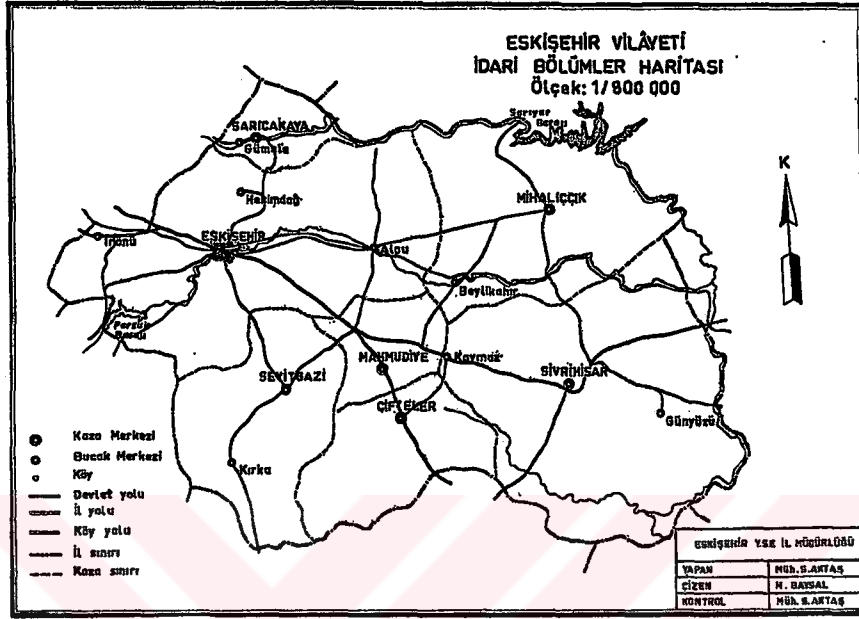 ESKİŞEHİR VİLÂYETİ
İDARİ BÖLÜMLER HARİTASI
Ölçek: 1/800 000
Sarıyar
Barajı
SARICAKAYA
Gümele
K
Hekimdağ
MİHALIÇÇIK
İnönü
ESKİŞEHİR
Alpu
Beylikahır
Porsuk
Barajı
MAHMUDİYE
Kaymaz
SEYİTGAZİ
SİVRİHİSAR
ÇİFTELER
Günyüzü
Kırka
Kaza Merkezi
Bucak Merkezi
Köy
Devlet yolu
İl yolu
Köy yolu
İl sınırı
Kaza sınırı
ESKİŞEHİR Y.S.E İL MÜDÜRLÜĞÜ
YAPAN MÜh.S.AKTAŞ
ÇİZEN H. BAYSAL
KONTROL MÜh. S.AKTAŞ